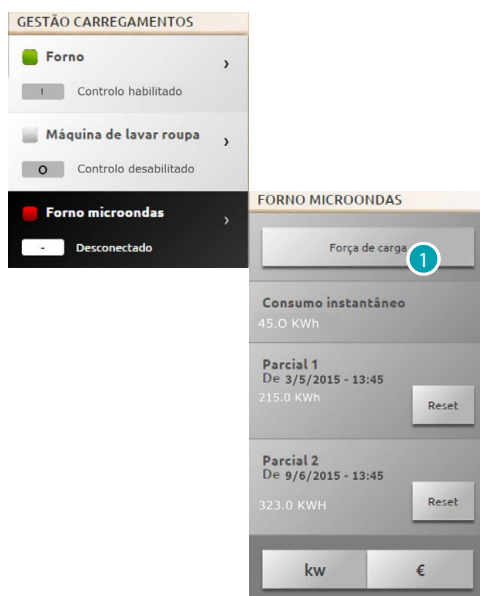 GESTÃO CARREGAMENTOS
Forno
›
I Controlo habilitado
Máquina de lavar roupa
›
O Controlo desabilitado
Forno microondas
›
- Desconectado
FORNO MICROONDAS
Força de carga
1
Consumo instantâneo
45.O KWh
Parcial 1
De 3/5/2015 - 13:45
215.0 KWh
Reset
Parcial 2
De 9/6/2015 - 13:45
323.0 KWH
Reset
kw €